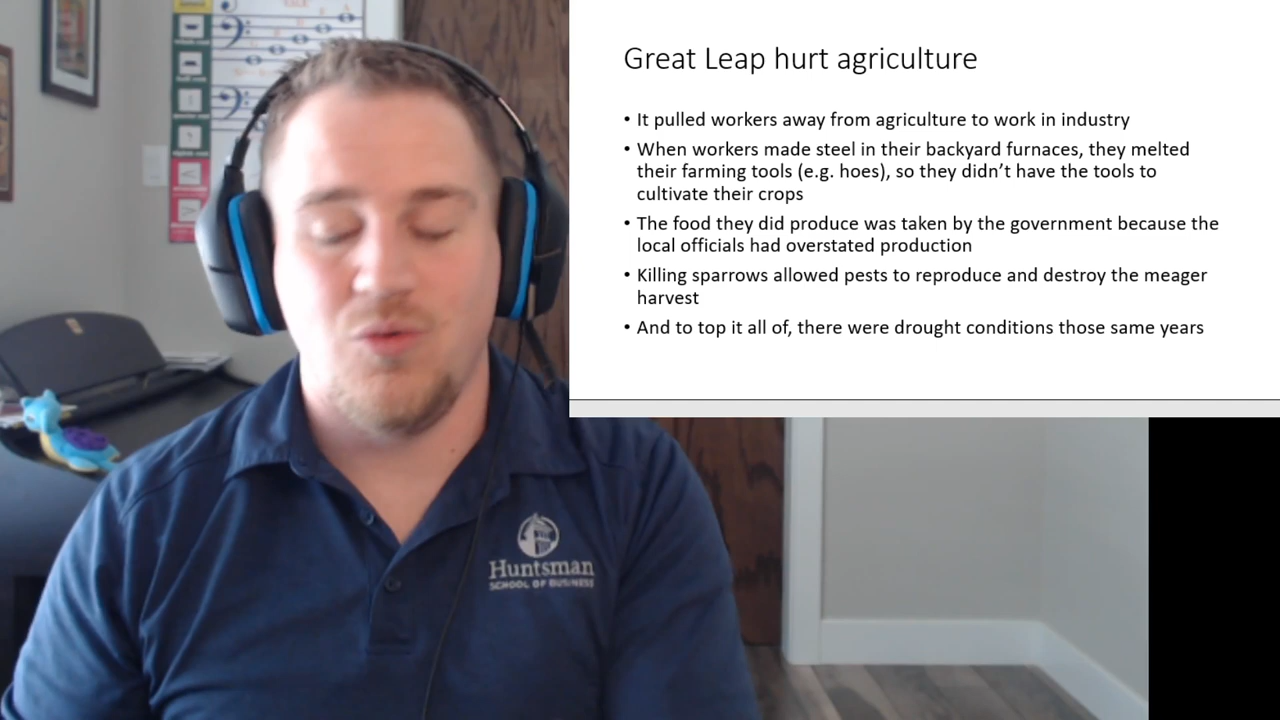 Great Leap hurt agriculture
• It pulled workers away from agriculture to work in industry
• When workers made steel in their backyard furnaces, they melted
their farming tools (e.g. hoes), so they didn’t have the tools to
cultivate their crops
• The food they did produce was taken by the government because the
local officials had overstated production
• Killing sparrows allowed pests to reproduce and destroy the meager
harvest
• And to top it all of, there were drought conditions those same years
Huntsman
SCHOOL OF BUSINESS